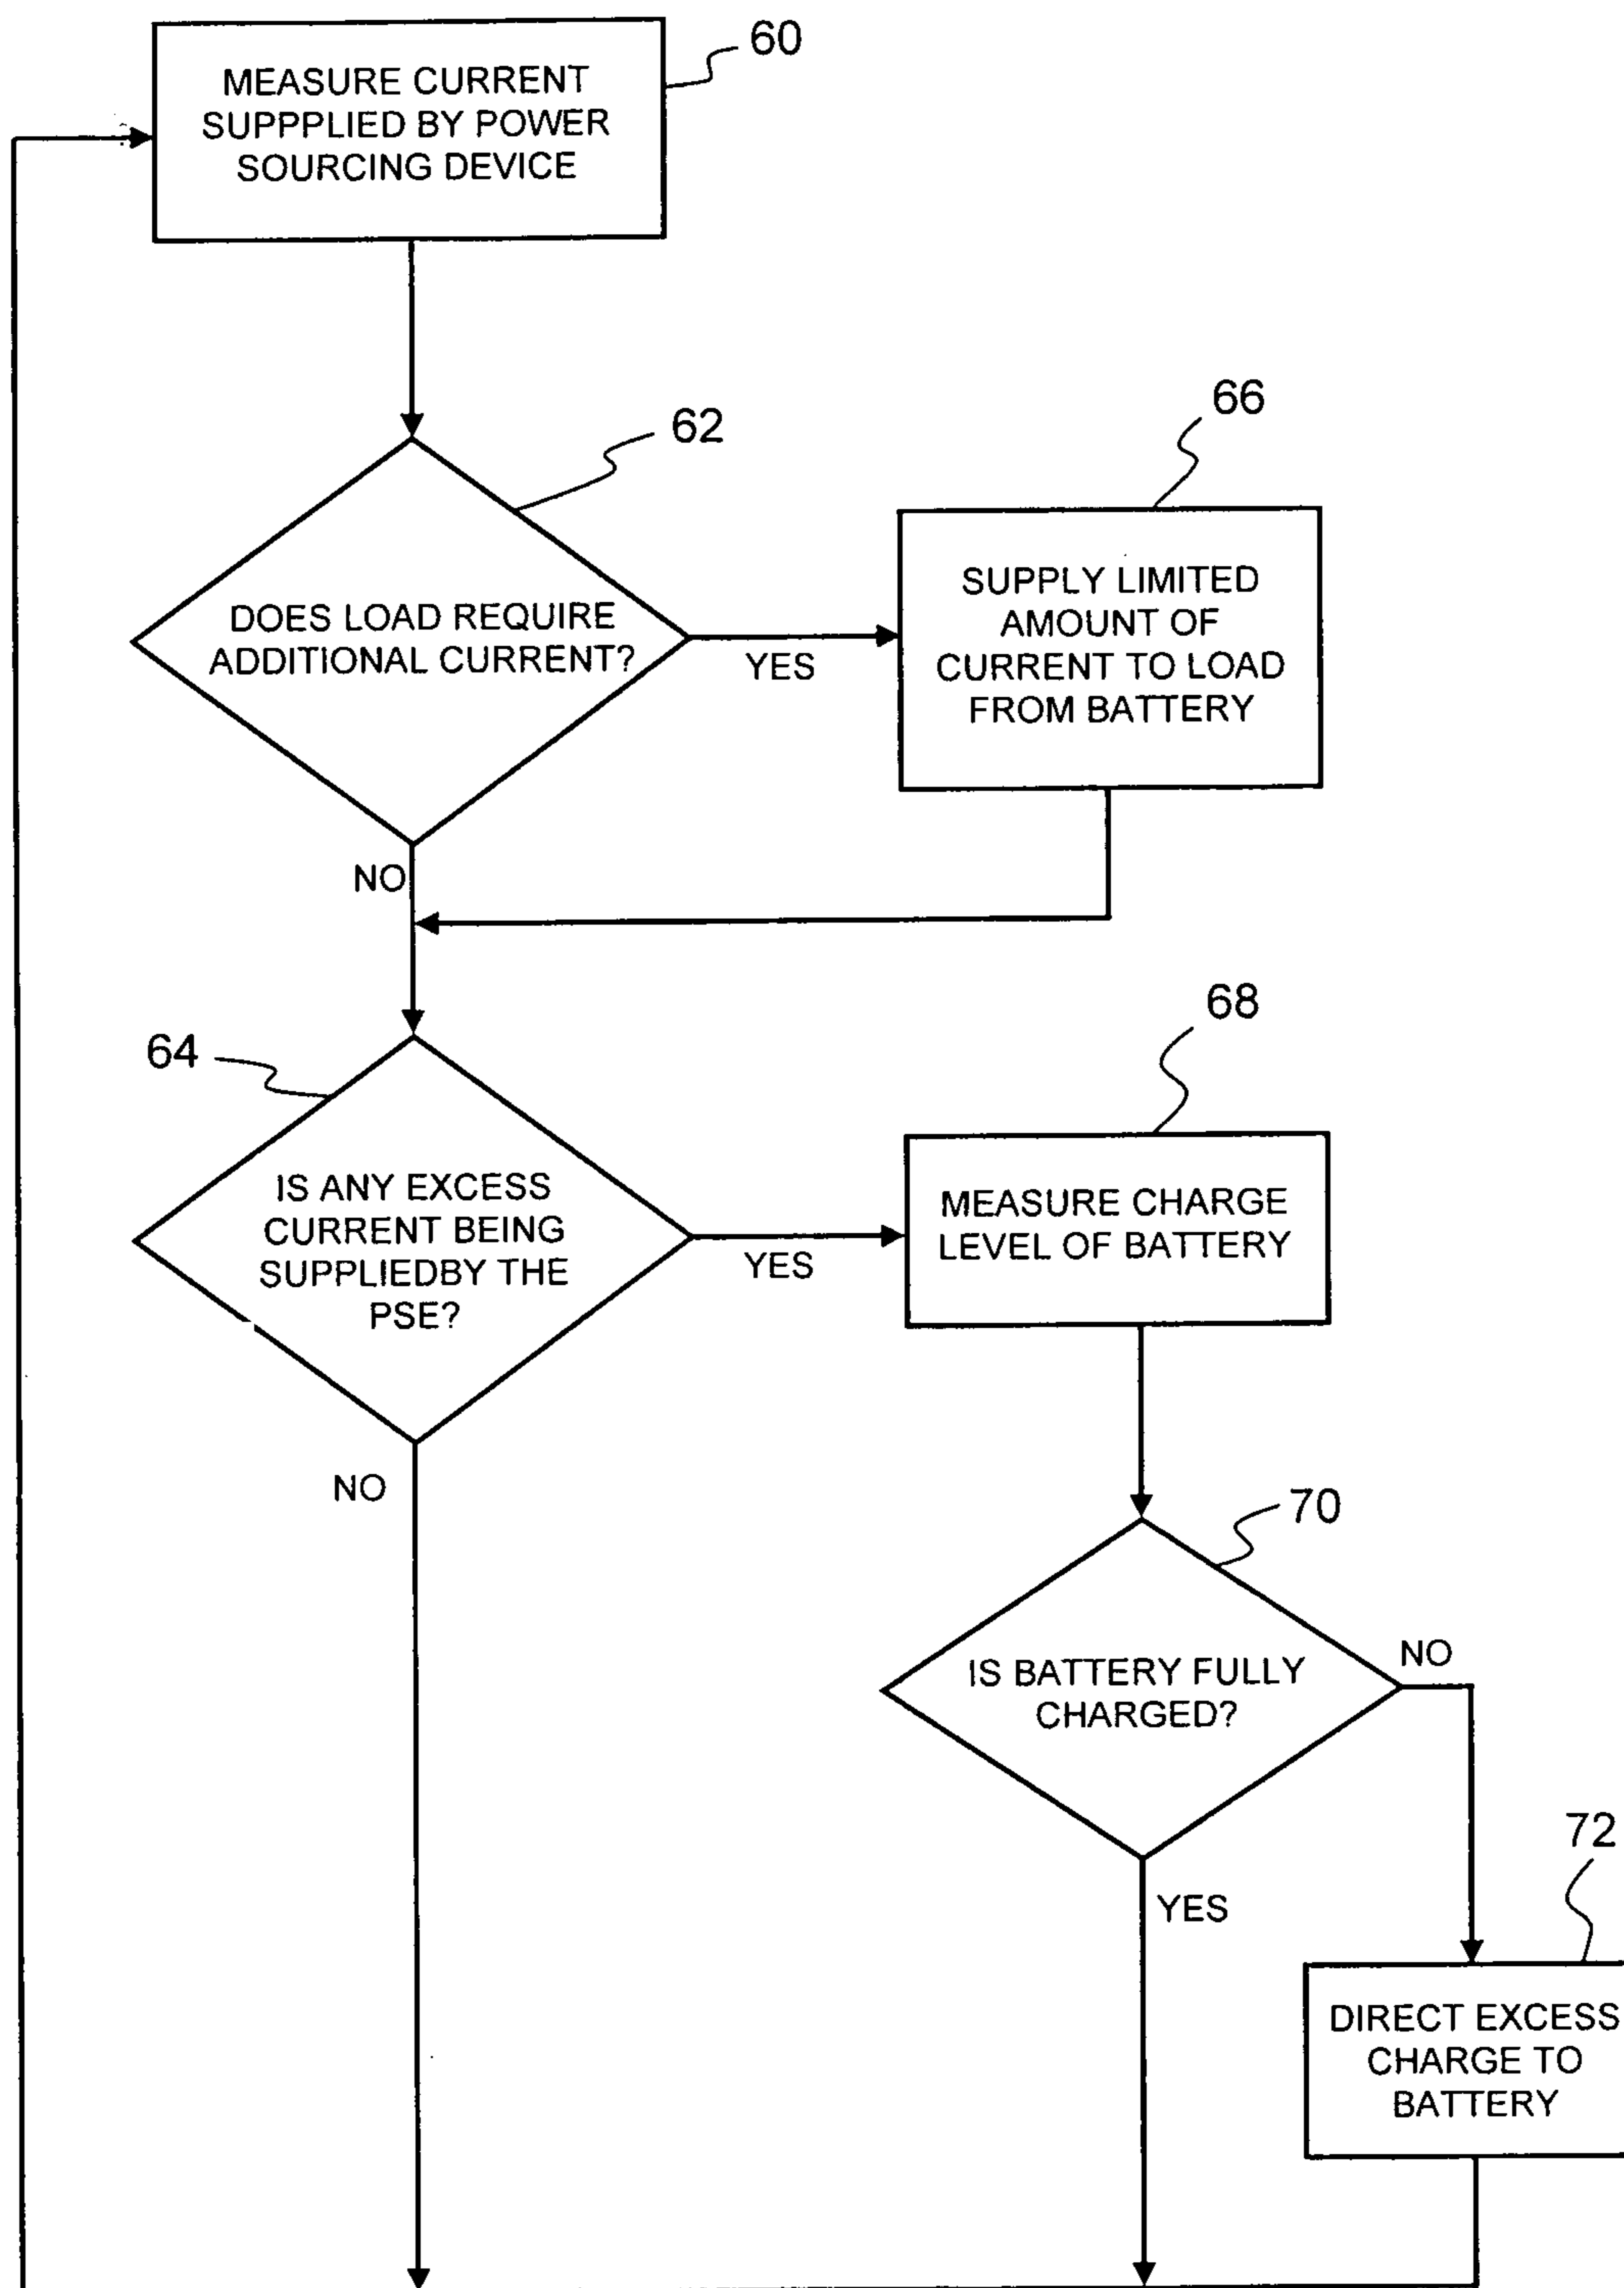 60
MEASURE CURRENT
SUPPPLIED BY POWER
SOURCING DEVICE
62
66
DOES LOAD REQUIRE
ADDITIONAL CURRENT?
YES
SUPPLY LIMITED
AMOUNT OF
CURRENT TO LOAD
FROM BATTERY
NO
64
68
IS ANY EXCESS
CURRENT BEING
SUPPLIEDBY THE
PSE?
YES
MEASURE CHARGE
LEVEL OF BATTERY
NO
70
IS BATTERY FULLY
CHARGED?
NO
YES
72
DIRECT EXCESS
CHARGE TO
BATTERY